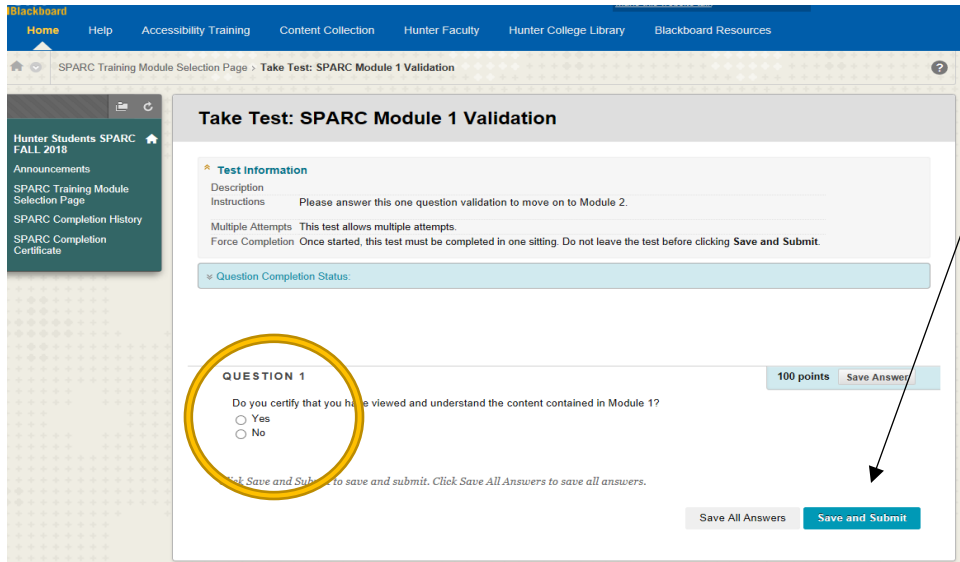 Blackboard
Home Help Accessibility Training Content Collection Hunter Faculty Hunter College Library Blackboard Resources
SPARC Training Module Selection Page › Take Test: SPARC Module 1 Validation
?
Hunter Students SPARC
FALL 2018
Announcements
SPARC Training Module
Selection Page
SPARC Completion History
SPARC Completion
Certificate
Take Test: SPARC Module 1 Validation
Test Information
Description
Instructions Please answer this one question validation to move on to Module 2.
Multiple Attempts This test allows multiple attempts.
Force Completion Once started, this test must be completed in one sitting. Do not leave the test before clicking Save and Submit.
Question Completion Status:
QUESTION 1
100 points Save Answer
Do you certify that you have viewed and understand the content contained in Module 1?
Yes
No
Click Save and Submit to save and submit. Click Save All Answers to save all answers.
Save All Answers Save and Submit